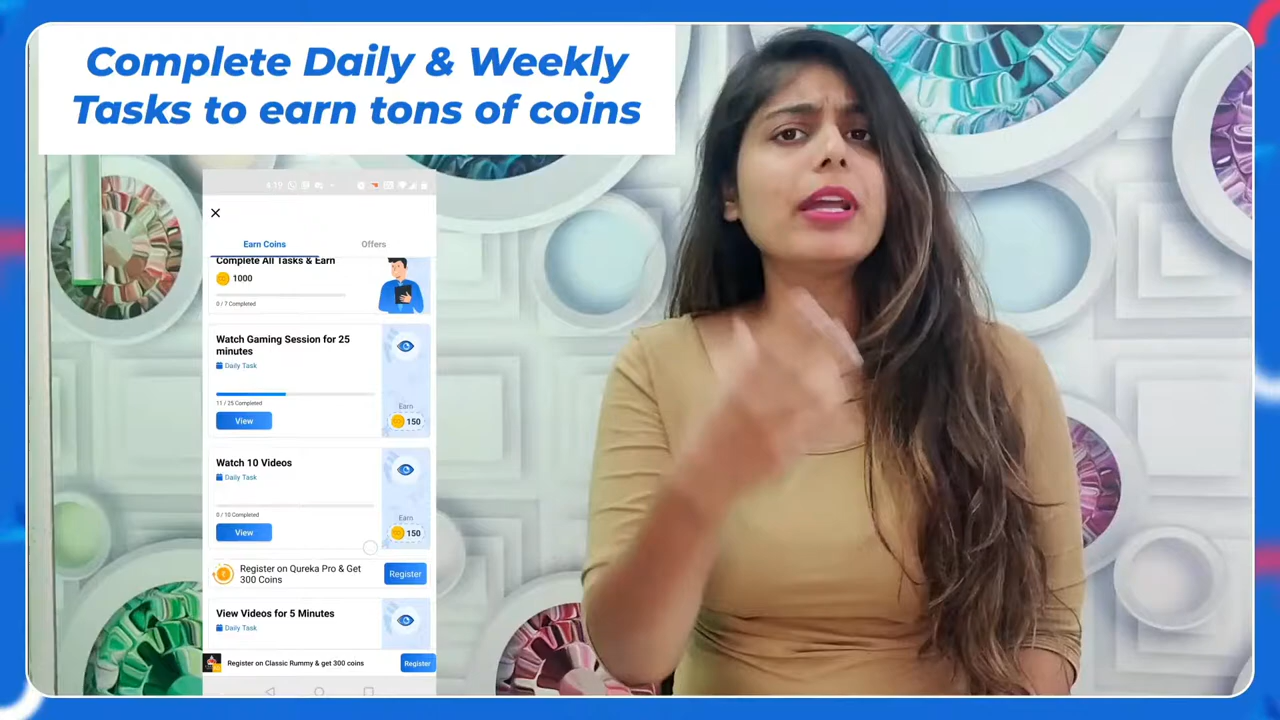 Complete Daily & Weekly
Tasks to earn tons of coins
4:19
Earn Coins
Offers
Complete All Tasks & Earn
1000
0 / 7 Completed
Watch Gaming Session for 25
minutes
Daily Task
11 / 25 Completed
View
Earn
150
Watch 10 Videos
Daily Task
0 / 10 Completed
View
Earn
150
Register on Qureka Pro & Get
300 Coins
Register
View Videos for 5 Minutes
Daily Task
Register on Classic Rummy & get 300 coins
Register